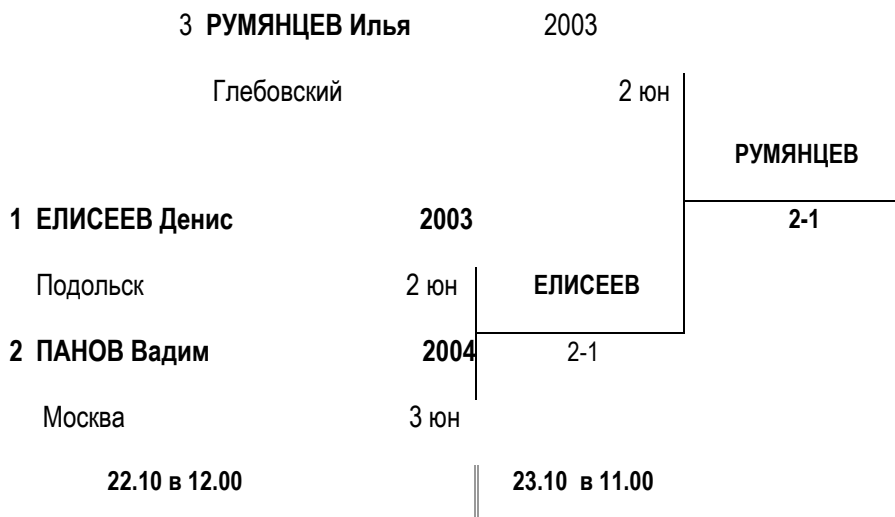 3 РУМЯНЦЕВ Илья 2003
Глебовский 2 юн
РУМЯНЦЕВ
1 ЕЛИСЕЕВ Денис 2003 2-1
Подольск 2 юн ЕЛИСЕЕВ
2 ПАНОВ Вадим 2004 2-1
Москва 3 юн
22.10 в 12.00 23.10 в 11.00